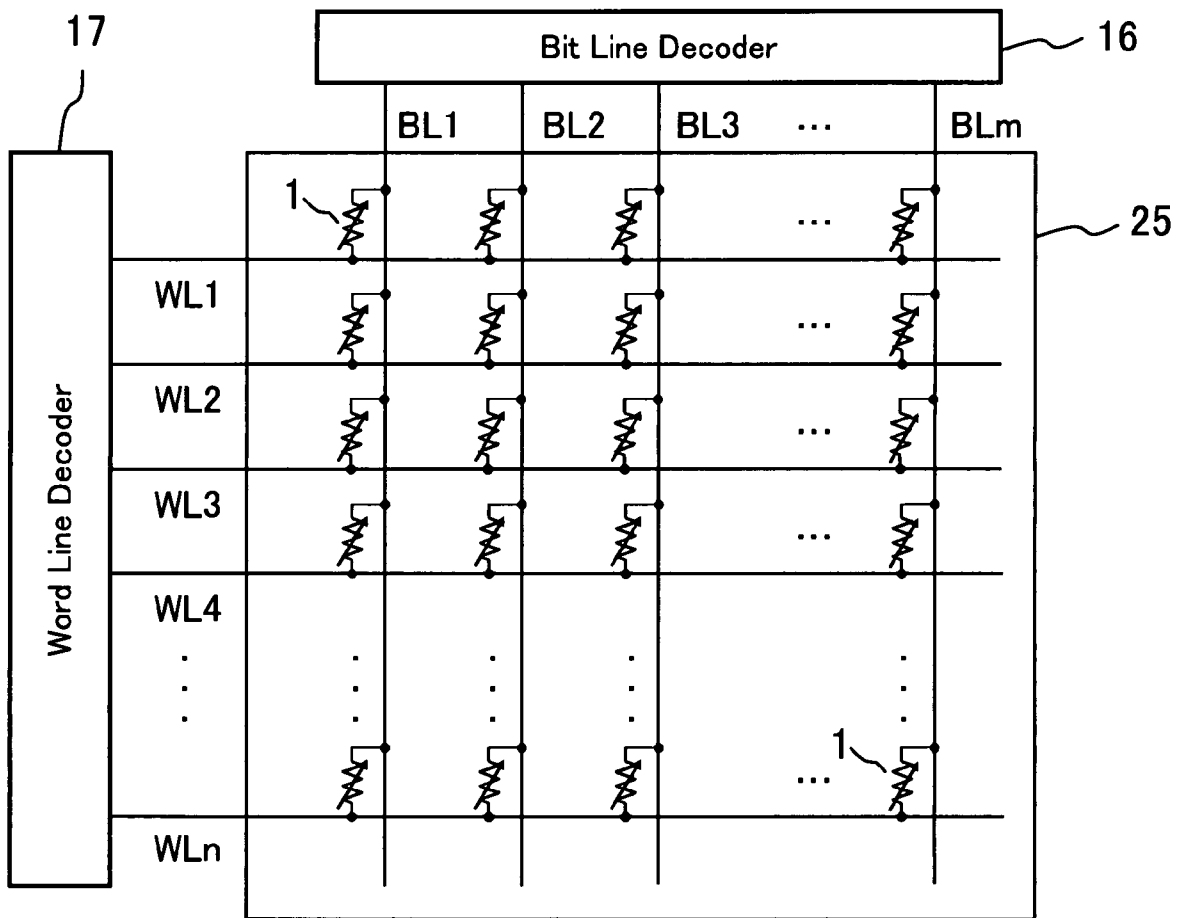 17
Bit Line Decoder
16
BL1 BL2 BL3 ... BLm
1
... 
25
WL1
...
WL2
...
WL3
...
WL4
Word Line Decoder
1
...
WLn